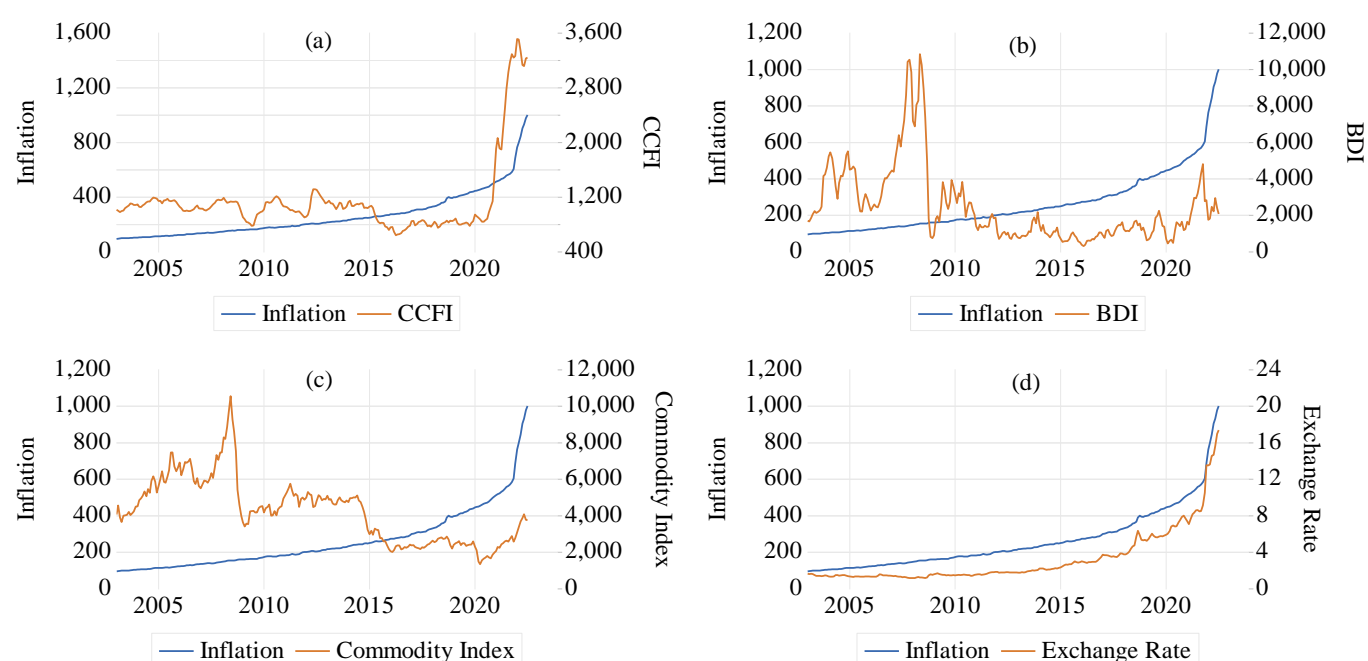 (a)
1,600
1,200
800
400
0
3,600
2,800
2,000
1,200
400
Inflation
CCFI
2005 2010 2015 2020
Inflation CCFI
(b)
1,200
1,000
800
600
400
200
0
12,000
10,000
8,000
6,000
4,000
2,000
0
Inflation
BDI
2005 2010 2015 2020
Inflation BDI
(c)
1,200
1,000
800
600
400
200
0
12,000
10,000
8,000
6,000
4,000
2,000
0
Inflation
Commodity Index
2005 2010 2015 2020
Inflation Commodity Index
(d)
1,200
1,000
800
600
400
200
0
24
20
16
12
8
4
0
Inflation
Exchange Rate
2005 2010 2015 2020
Inflation Exchange Rate